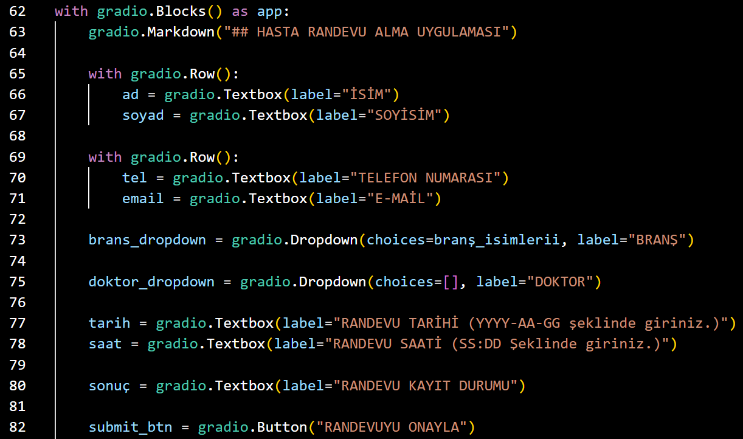 62 with gradio.Blocks() as app:
63     gradio.Markdown("## HASTA RANDEVU ALMA UYGULAMASI")
64
65     with gradio.Row():
66         ad = gradio.Textbox(label="İSİM")
67         soyad = gradio.Textbox(label="SOYİSİM")
68
69     with gradio.Row():
70         tel = gradio.Textbox(label="TELEFON NUMARASI")
71         email = gradio.Textbox(label="E-MAİL")
72
73     brans_dropdown = gradio.Dropdown(choices=branş_isimlerii, label="BRANŞ")
74
75     doktor_dropdown = gradio.Dropdown(choices=[], label="DOKTOR")
76
77     tarih = gradio.Textbox(label="RANDEVU TARİHİ (YYYY-AA-GG şeklinde giriniz.)")
78     saat = gradio.Textbox(label="RANDEVU SAATİ (SS:DD Şeklinde giriniz.)")
79
80     sonuç = gradio.Textbox(label="RANDEVU KAYIT DURUMU")
81
82     submit_btn = gradio.Button("RANDEVUYU ONAYLA")